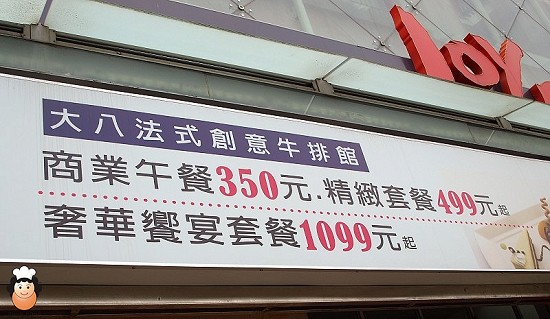 loy
大八法式創意牛排館
商業午餐350元.精緻套餐499元起
奢華饗宴套餐1099元起